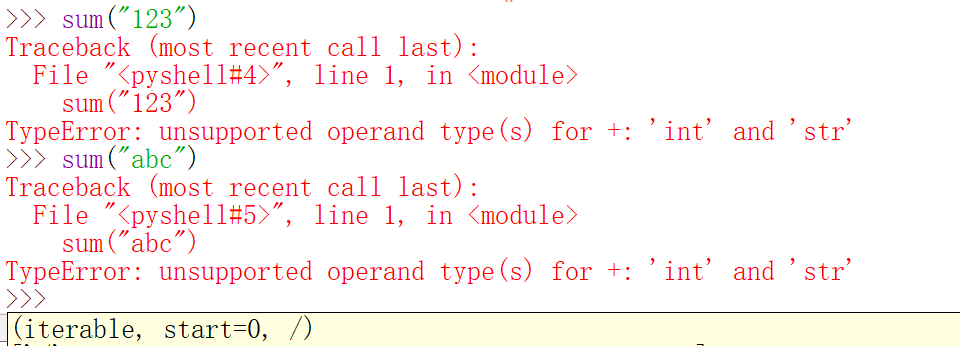 >>> sum("123")
Traceback (most recent call last):
  File "<pyshell#4>", line 1, in <module>
    sum("123")
TypeError: unsupported operand type(s) for +: 'int' and 'str'
>>> sum("abc")
Traceback (most recent call last):
  File "<pyshell#5>", line 1, in <module>
    sum("abc")
TypeError: unsupported operand type(s) for +: 'int' and 'str'
>>>
(iterable, start=0, /)